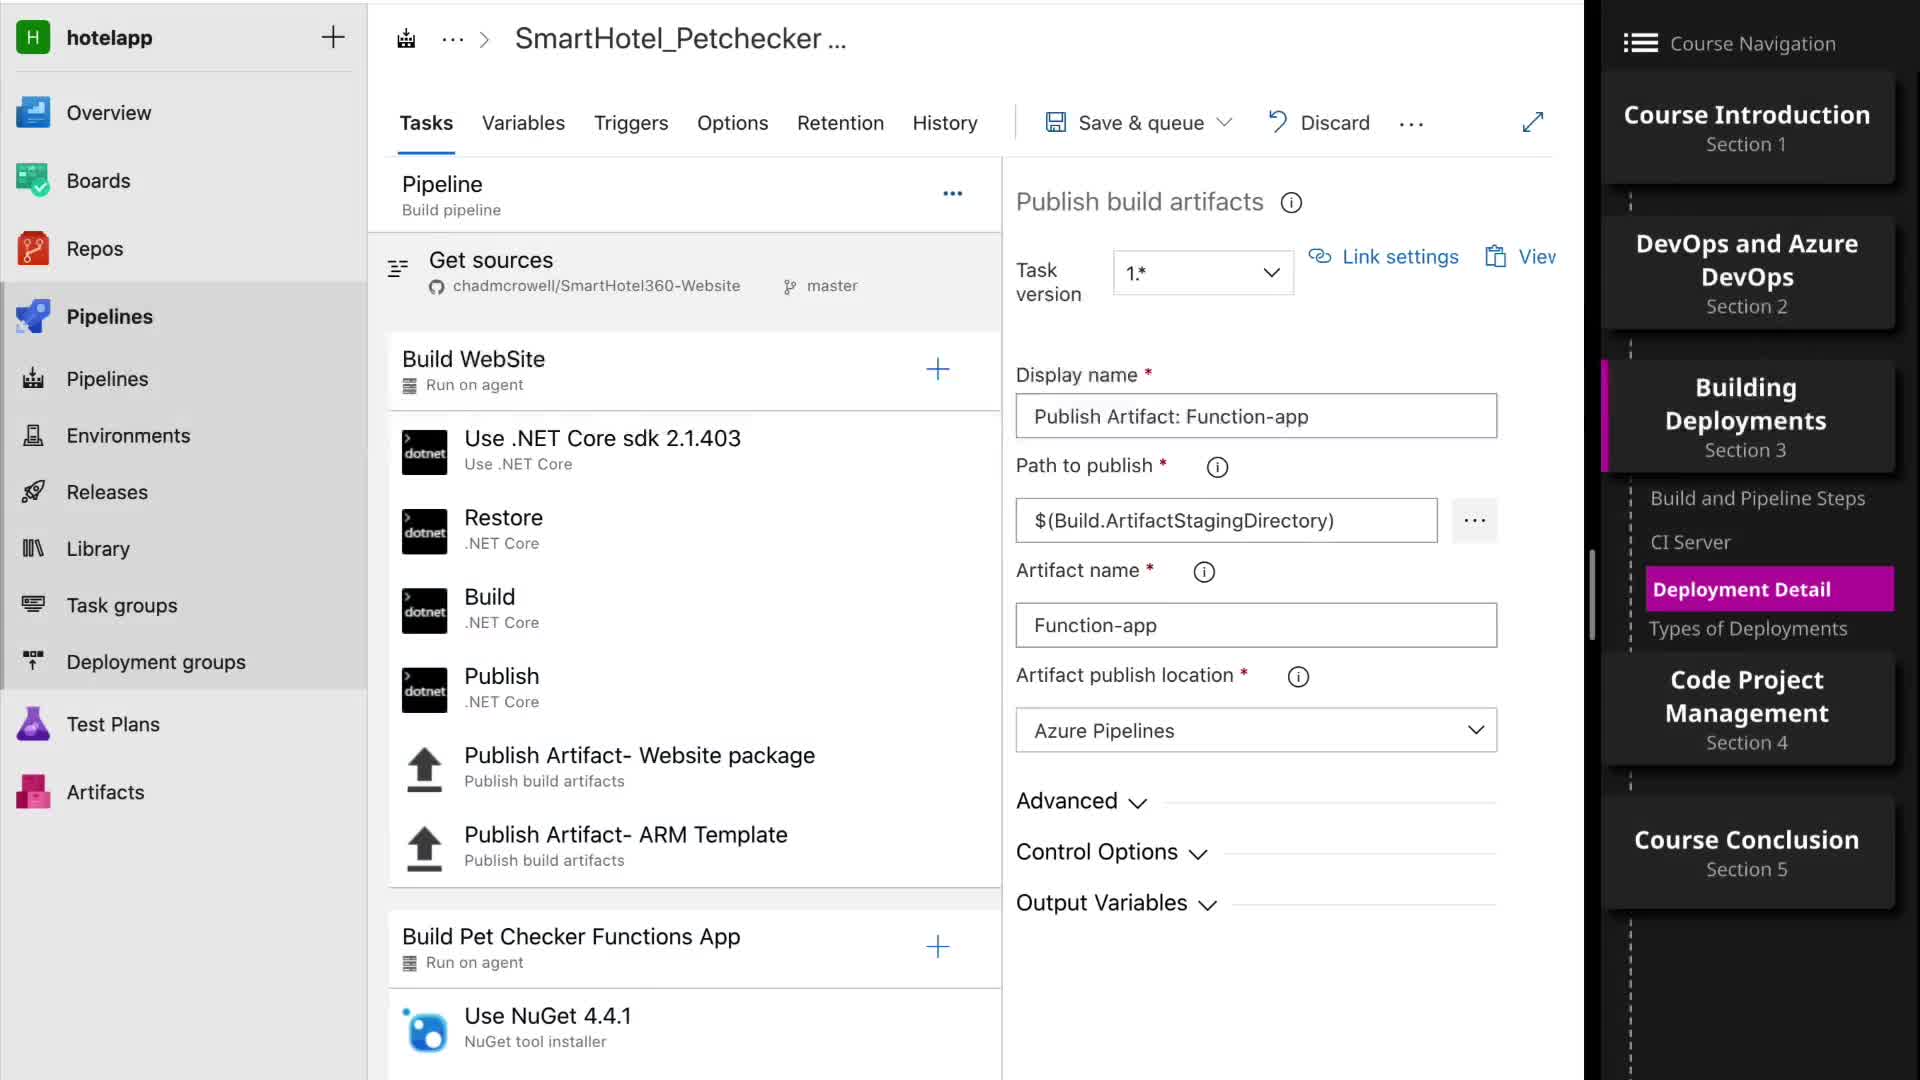 H hotelapp
Overview
Boards
Repos
Pipelines
Pipelines
Environments
Releases
Library
Task groups
Deployment groups
Test Plans
Artifacts
... > SmartHotel_Petchecker ...
Tasks Variables Triggers Options Retention History Save & queue Discard ...
Pipeline
Build pipeline
Get sources
chadmcrowell/SmartHotel360-Website master
Build WebSite
Run on agent
dotnet
Use .NET Core sdk 2.1.403
Use .NET Core
dotnet
Restore
.NET Core
dotnet
Build
.NET Core
dotnet
Publish
.NET Core
Publish Artifact- Website package
Publish build artifacts
Publish Artifact- ARM Template
Publish build artifacts
Build Pet Checker Functions App
Run on agent
Use NuGet 4.4.1
NuGet tool installer
Publish build artifacts
Task version
1.*
Link settings
View
Display name *
Publish Artifact: Function-app
Path to publish *
$(Build.ArtifactStagingDirectory)
Artifact name *
Function-app
Artifact publish location *
Azure Pipelines
Advanced
Control Options
Output Variables
Course Navigation
Course Introduction
Section 1
DevOps and Azure
DevOps
Section 2
Building
Deployments
Section 3
Build and Pipeline Steps
CI Server
Deployment Detail
Types of Deployments
Code Project
Management
Section 4
Course Conclusion
Section 5